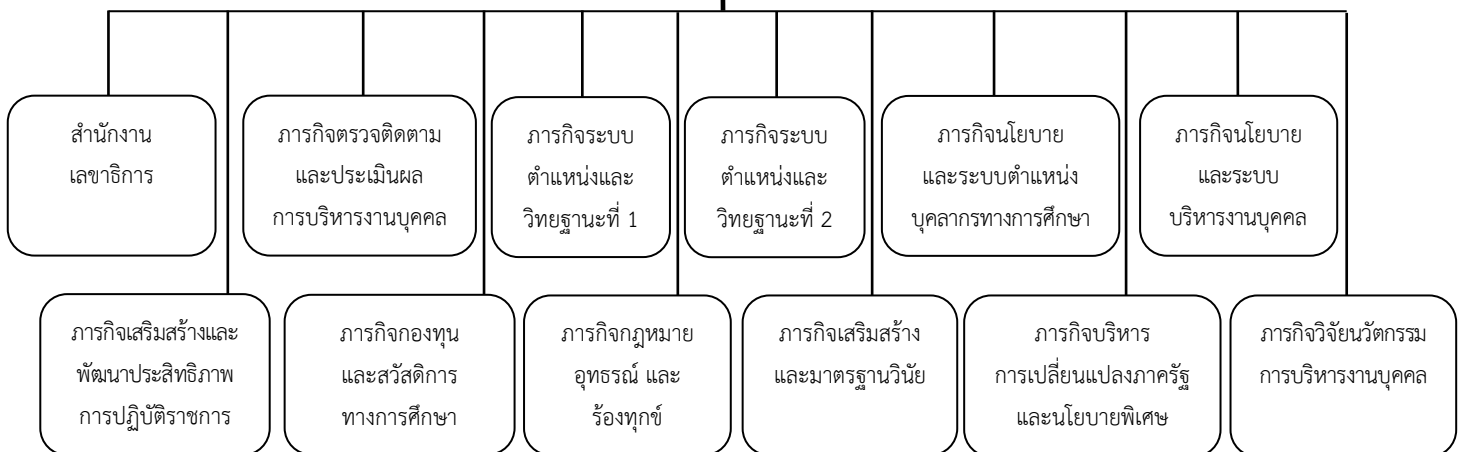 สำนักงาน
เลขาธิการ
ภารกิจตรวจติดตาม
และประเมินผล
การบริหารงานบุคคล
ภารกิจระบบ
ตำแหน่งและ
วิทยฐานะที่ 1
ภารกิจระบบ
ตำแหน่งและ
วิทยฐานะที่ 2
ภารกิจนโยบาย
และระบบตำแหน่ง
บุคลากรทางการศึกษา
ภารกิจนโยบาย
และระบบ
บริหารงานบุคคล
ภารกิจเสริมสร้างและ
พัฒนาประสิทธิภาพ
การปฏิบัติราชการ
ภารกิจกองทุน
และสวัสดิการ
ทางการศึกษา
ภารกิจกฎหมาย
อุทธรณ์ และ
ร้องทุกข์
ภารกิจเสริมสร้าง
และมาตรฐานวินัย
ภารกิจบริหาร
การเปลี่ยนแปลงภาครัฐ
และนโยบายพิเศษ
ภารกิจวิจัยนวัตกรรม
การบริหารงานบุคคล